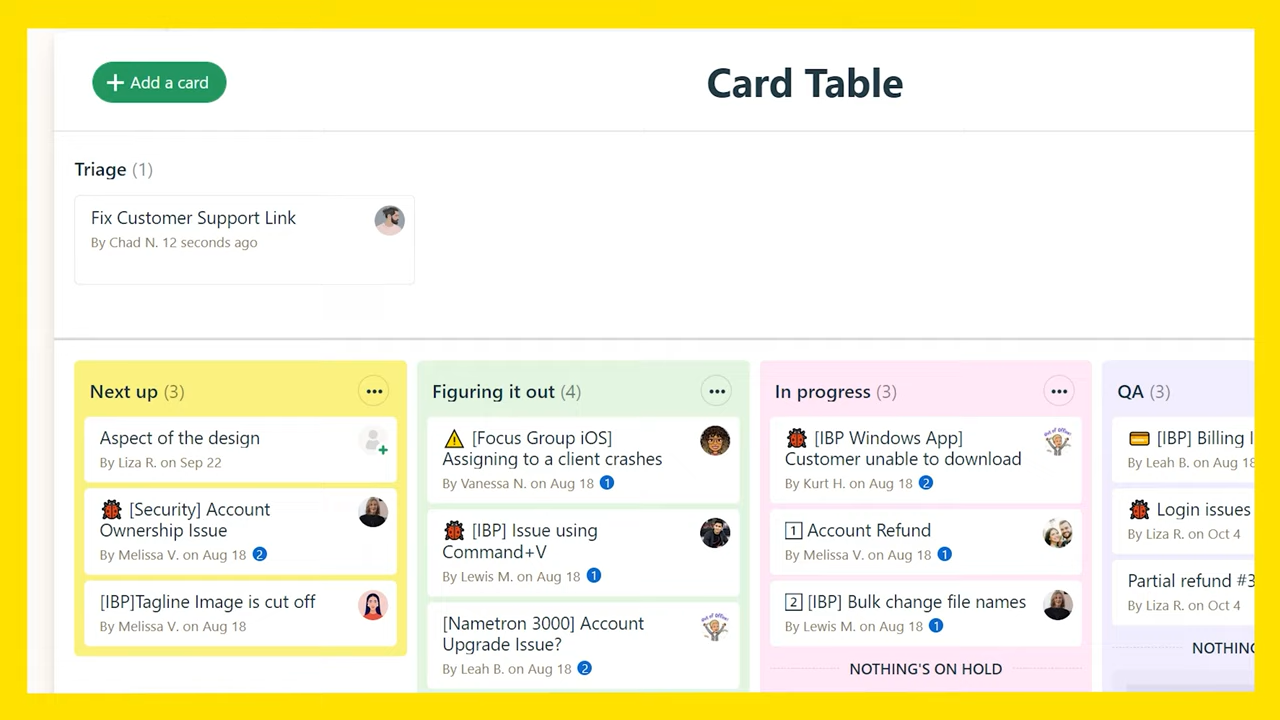 Add a card
Card Table
Triage (1)
Fix Customer Support Link
By Chad N. 12 seconds ago
Next up (3)
Aspect of the design
By Liza R. on Sep 22
[Security] Account
Ownership Issue
By Melissa V. on Aug 18 2
[IBP]Tagline Image is cut off
By Melissa V. on Aug 18
Figuring it out (4)
[Focus Group iOS]
Assigning to a client crashes
By Vanessa N. on Aug 18 1
[IBP] Issue using
Command+V
By Lewis M. on Aug 18 1
[Nametron 3000] Account
Upgrade Issue?
By Leah B. on Aug 18 2
In progress (3)
[IBP Windows App]
Customer unable to download
By Kurt H. on Aug 18 2
1 Account Refund
By Melissa V. on Aug 18 1
2 [IBP] Bulk change file names
By Lewis M. on Aug 18 1
NOTHING'S ON HOLD
QA (3)
[IBP] Billing
By Leah B. on Aug 18
Login issues
By Liza R. on Oct 4
Partial refund #3
By Liza R. on Oct 4